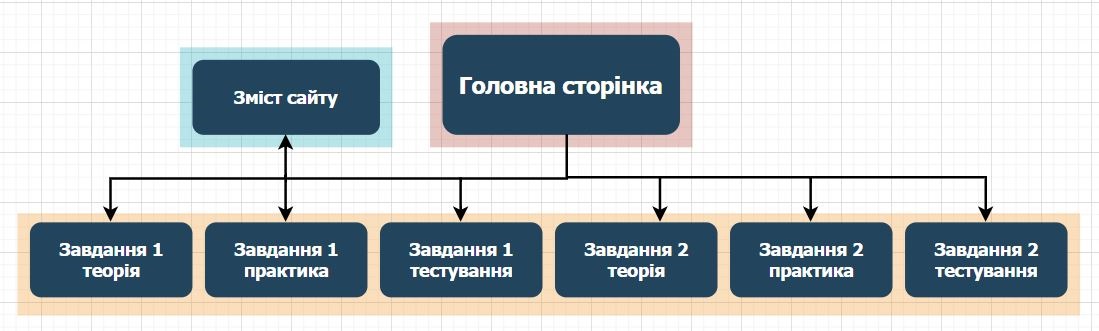 Зміст сайту
Головна сторінка
Завдання 1
теорія
Завдання 1
практика
Завдання 1
тестування
Завдання 2
теорія
Завдання 2
практика
Завдання 2
тестування